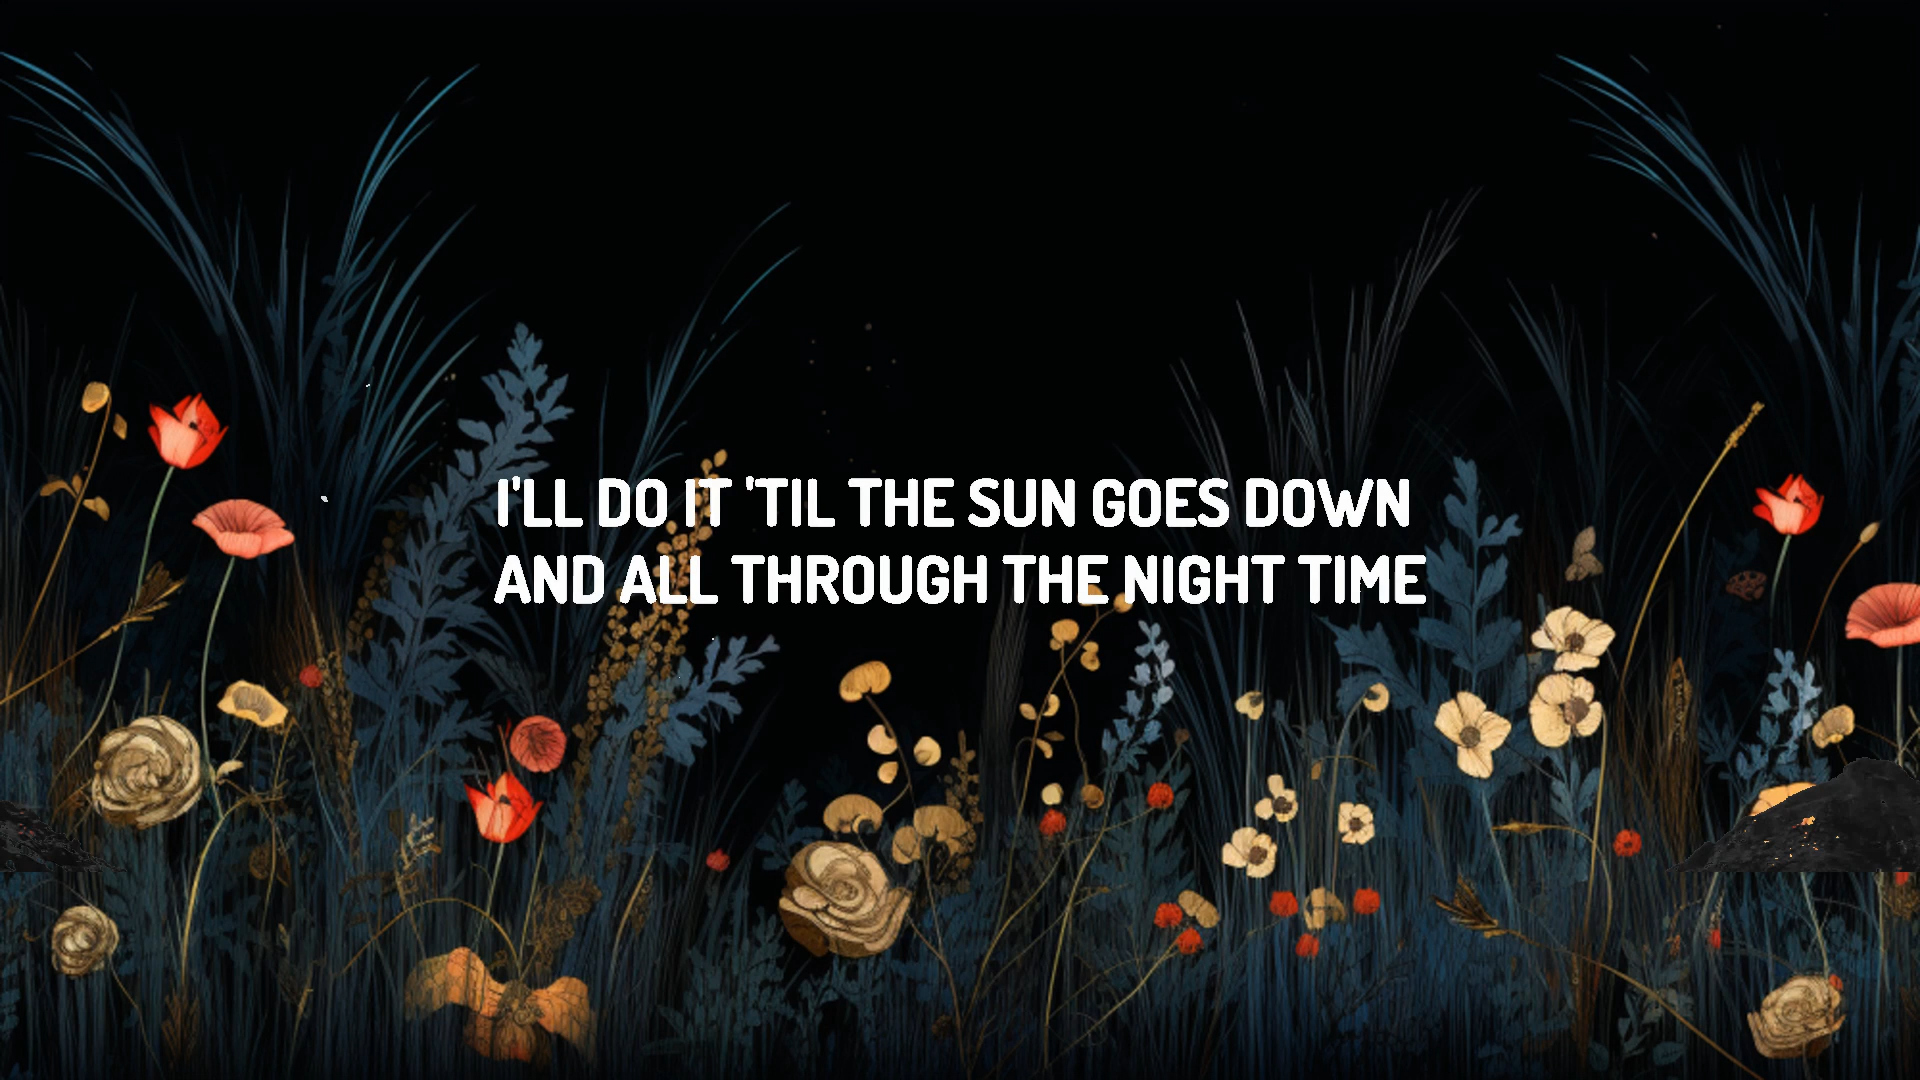 I'LL DO IT 'TIL THE SUN GOES DOWN
AND ALL THROUGH THE NIGHT TIME